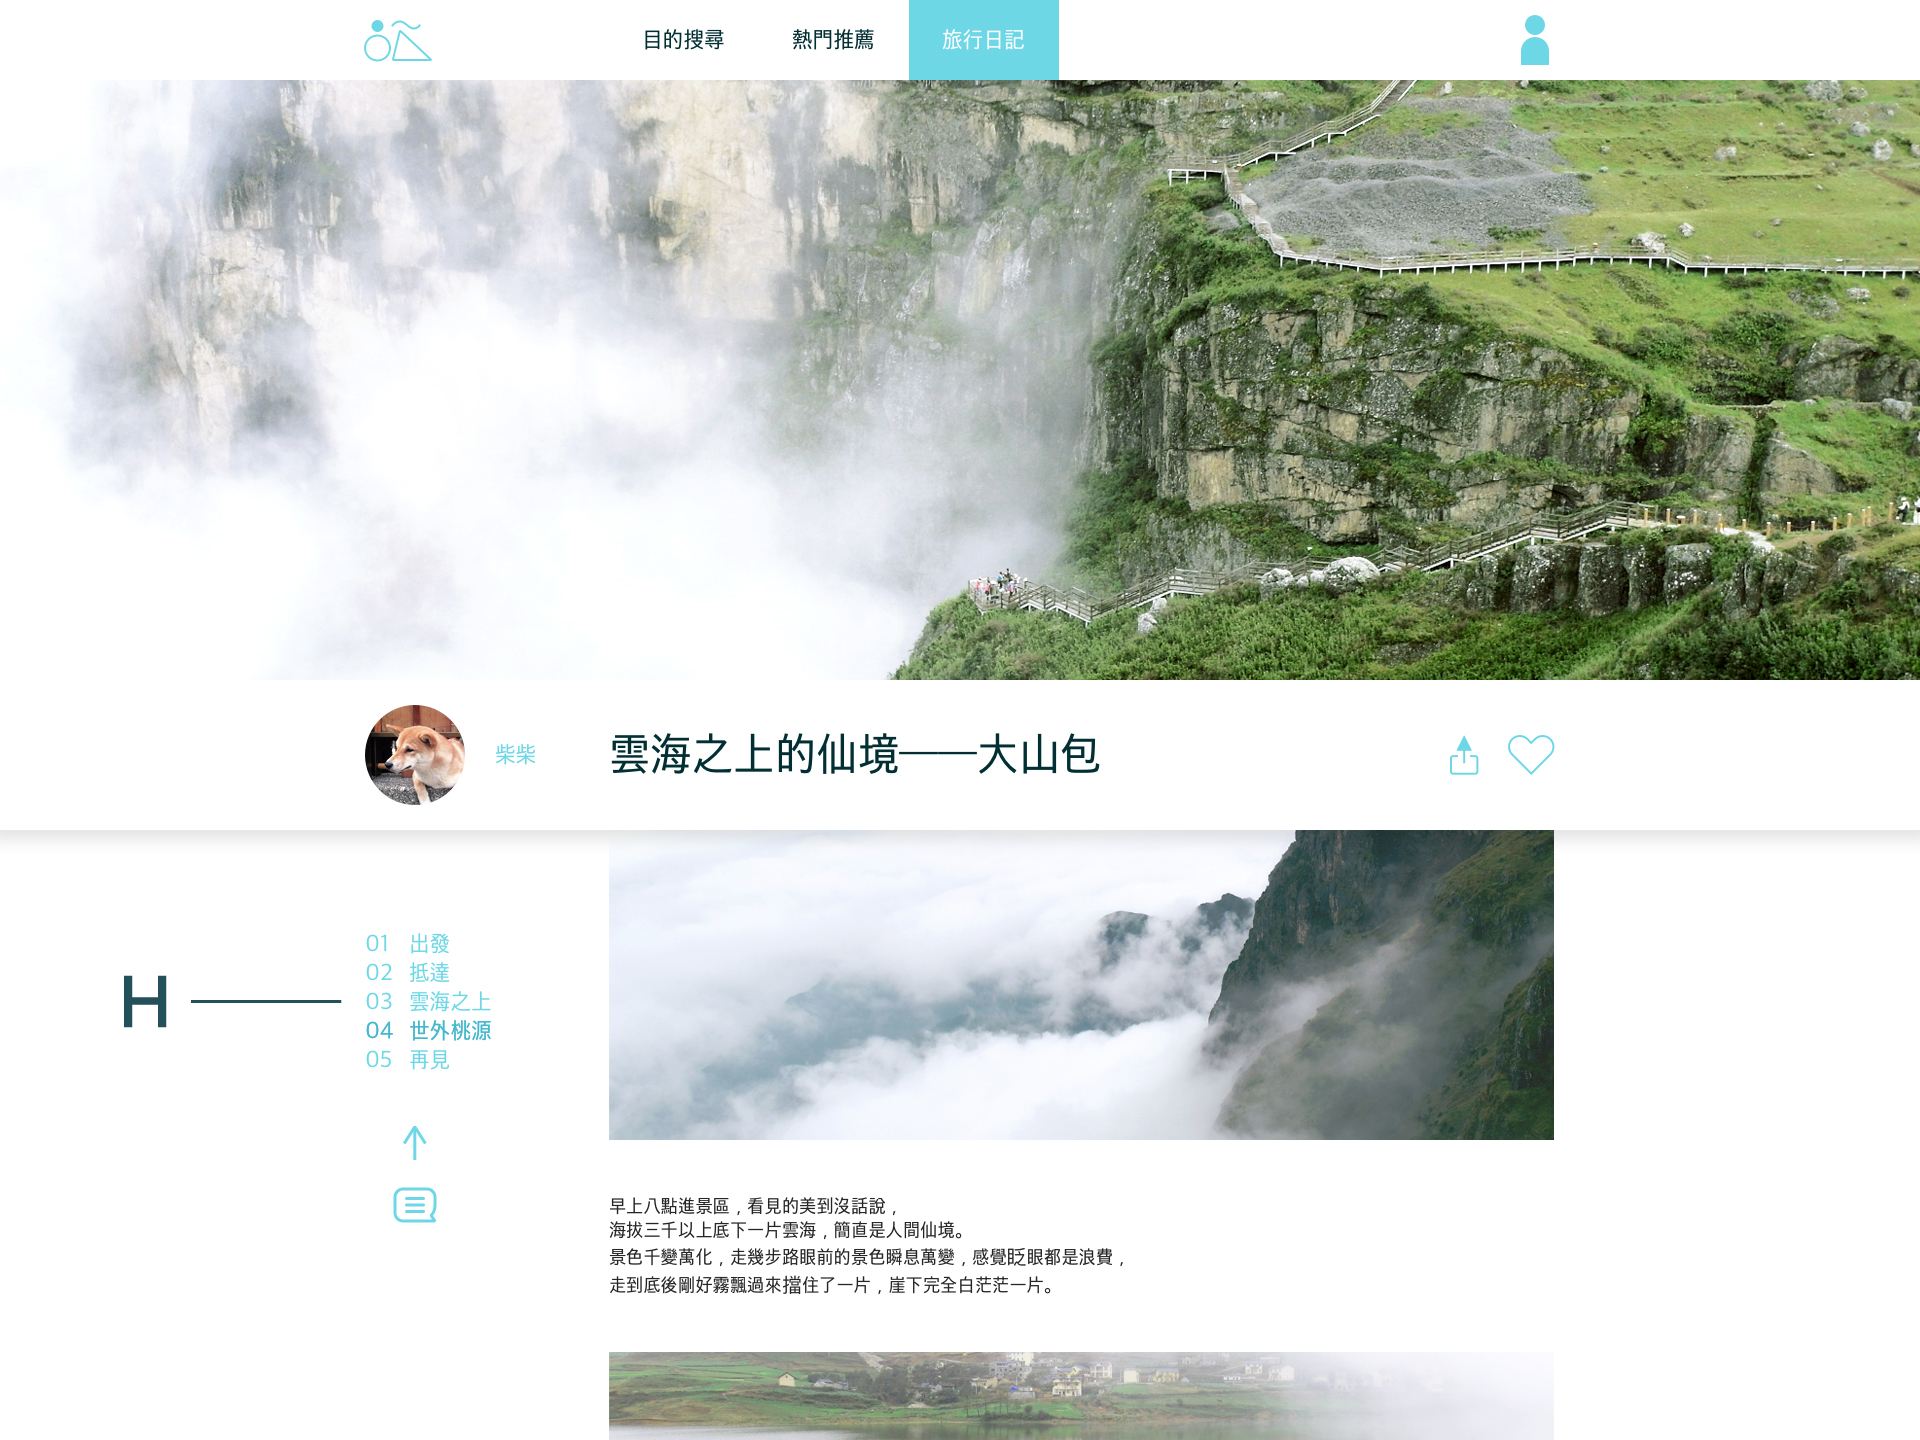 目的搜尋
熱門推薦
旅行日記
柴柴
雲海之上的仙境——大山包
H
01 出發
02 抵達
03 雲海之上
04 世外桃源
05 再見
早上八點進景區，看見的美到沒話說，
海拔三千以上底下一片雲海，簡直是人間仙境。
景色千變萬化，走幾步路眼前的景色瞬息萬變，感覺眨眼都是浪費，
走到底後剛好霧飄過來擋住了一片，崖下完全白茫茫一片。